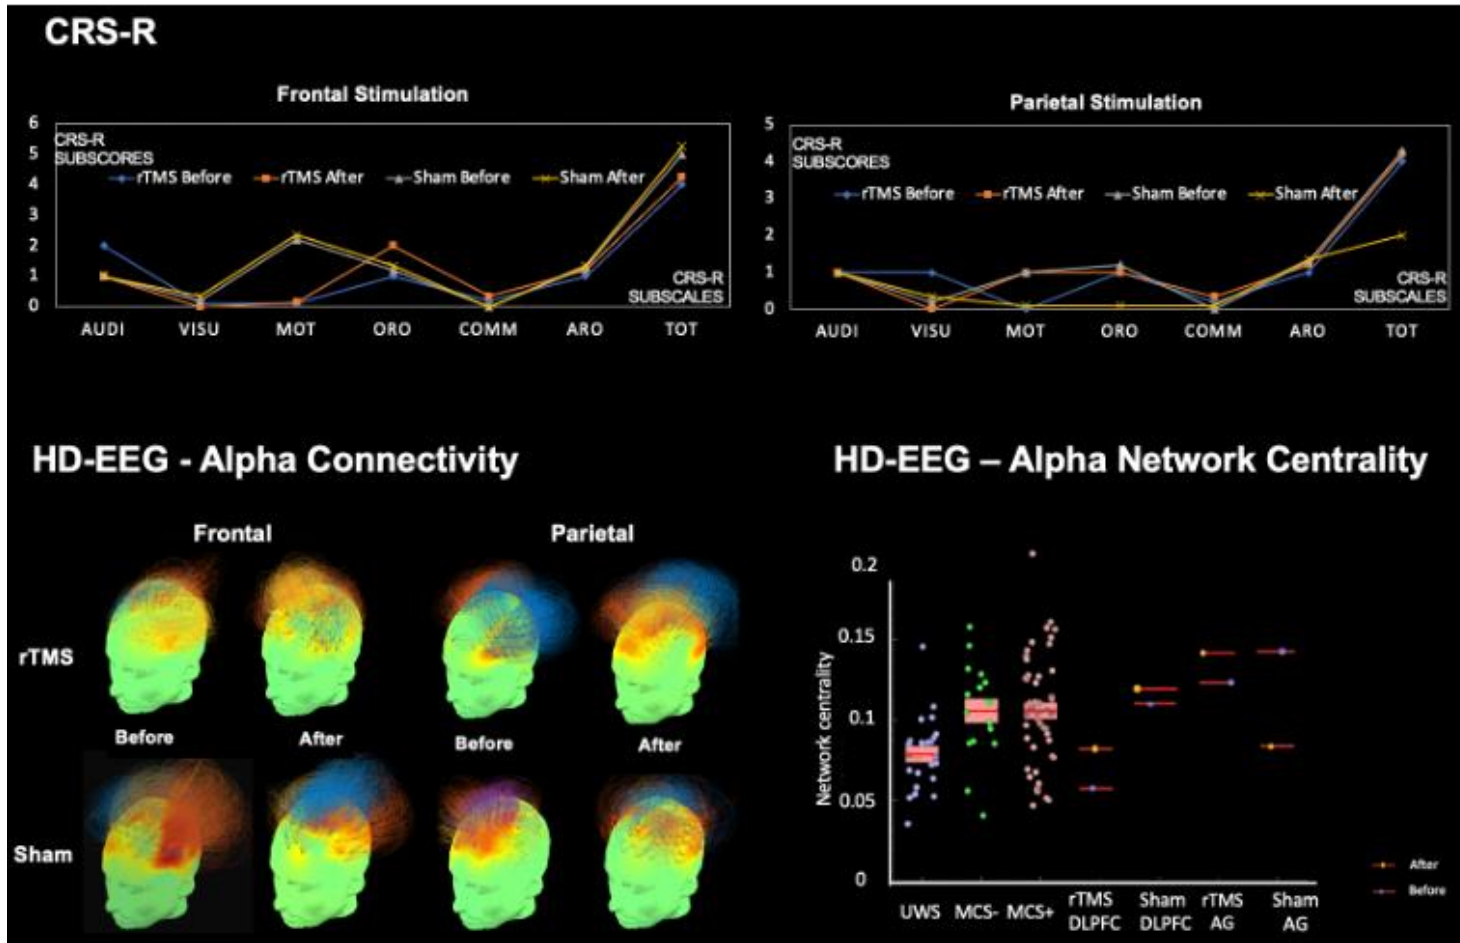 CRS-R
Frontal Stimulation
6
5
4
3
2
1
0
CRS-R
SUBSCORES
rTMS Before
rTMS After
Sham Before
Sham After
CRS-R
SUBSCALES
AUDI VISU MOT ORO COMM ARO TOT
Parietal Stimulation
5
4
3
2
1
0
CRS-R
SUBSCORES
rTMS Before
rTMS After
Sham Before
Sham After
CRS-R
SUBSCALES
AUDI VISU MOT ORO COMM ARO TOT
HD-EEG - Alpha Connectivity
Frontal Parietal
rTMS
Before After Before After
Sham
HD-EEG – Alpha Network Centrality
Network centrality
0.2
0.15
0.1
0.05
0
UWS MCS- MCS+ rTMS Sham rTMS Sham
DLPFC DLPFC AG AG
After
Before